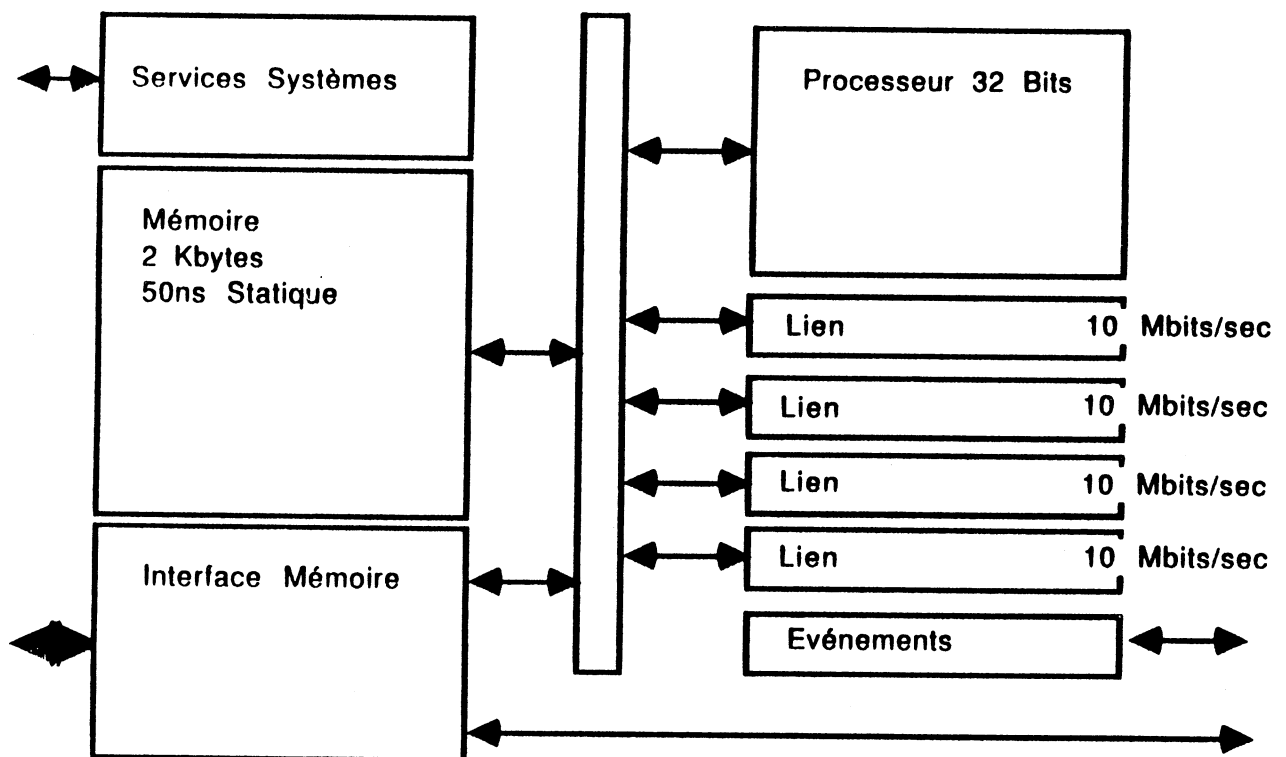 Services Systèmes
Mémoire
2 Kbytes
50ns Statique
Interface Mémoire
Processeur 32 Bits
Lien 10 Mbits/sec
Lien 10 Mbits/sec
Lien 10 Mbits/sec
Lien 10 Mbits/sec
Evénements